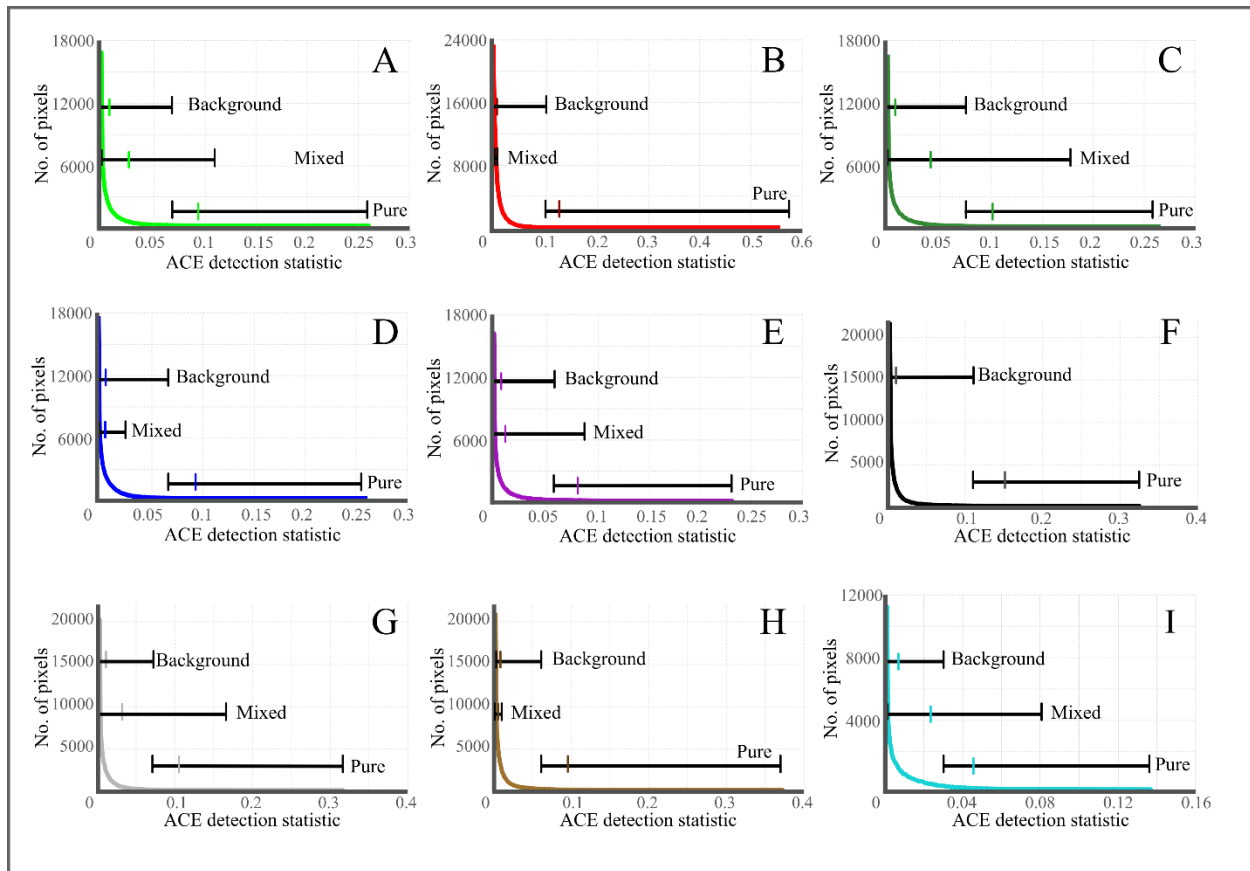 18000
A
No. of pixels
12000
Background
6000
Mixed
Pure
0 0.05 0.1 0.15 0.2 0.25 0.3
ACE detection statistic
24000
B
No. of pixels
16000
Background
8000
Mixed
Pure
0 0.1 0.2 0.3 0.4 0.5 0.6
ACE detection statistic
18000
C
No. of pixels
12000
Background
6000
Mixed
Pure
0 0.05 0.1 0.15 0.2 0.25 0.3
ACE detection statistic
18000
D
No. of pixels
12000
Background
6000
Mixed
Pure
0 0.05 0.1 0.15 0.2 0.25 0.3
ACE detection statistic
18000
E
No. of pixels
12000
Background
6000
Mixed
Pure
0 0.05 0.1 0.15 0.2 0.25 0.3
ACE detection statistic
20000
F
No. of pixels
15000
Background
10000
5000
Pure
0 0.1 0.2 0.3 0.4
ACE detection statistic
20000
G
No. of pixels
15000
Background
10000
Mixed
5000
Pure
0 0.1 0.2 0.3 0.4
ACE detection statistic
20000
H
No. of pixels
15000
Background
10000
Mixed
5000
Pure
0 0.1 0.2 0.3 0.4
ACE detection statistic
12000
I
No. of pixels
8000
Background
4000
Mixed
Pure
0 0.04 0.08 0.12 0.16
ACE detection statistic